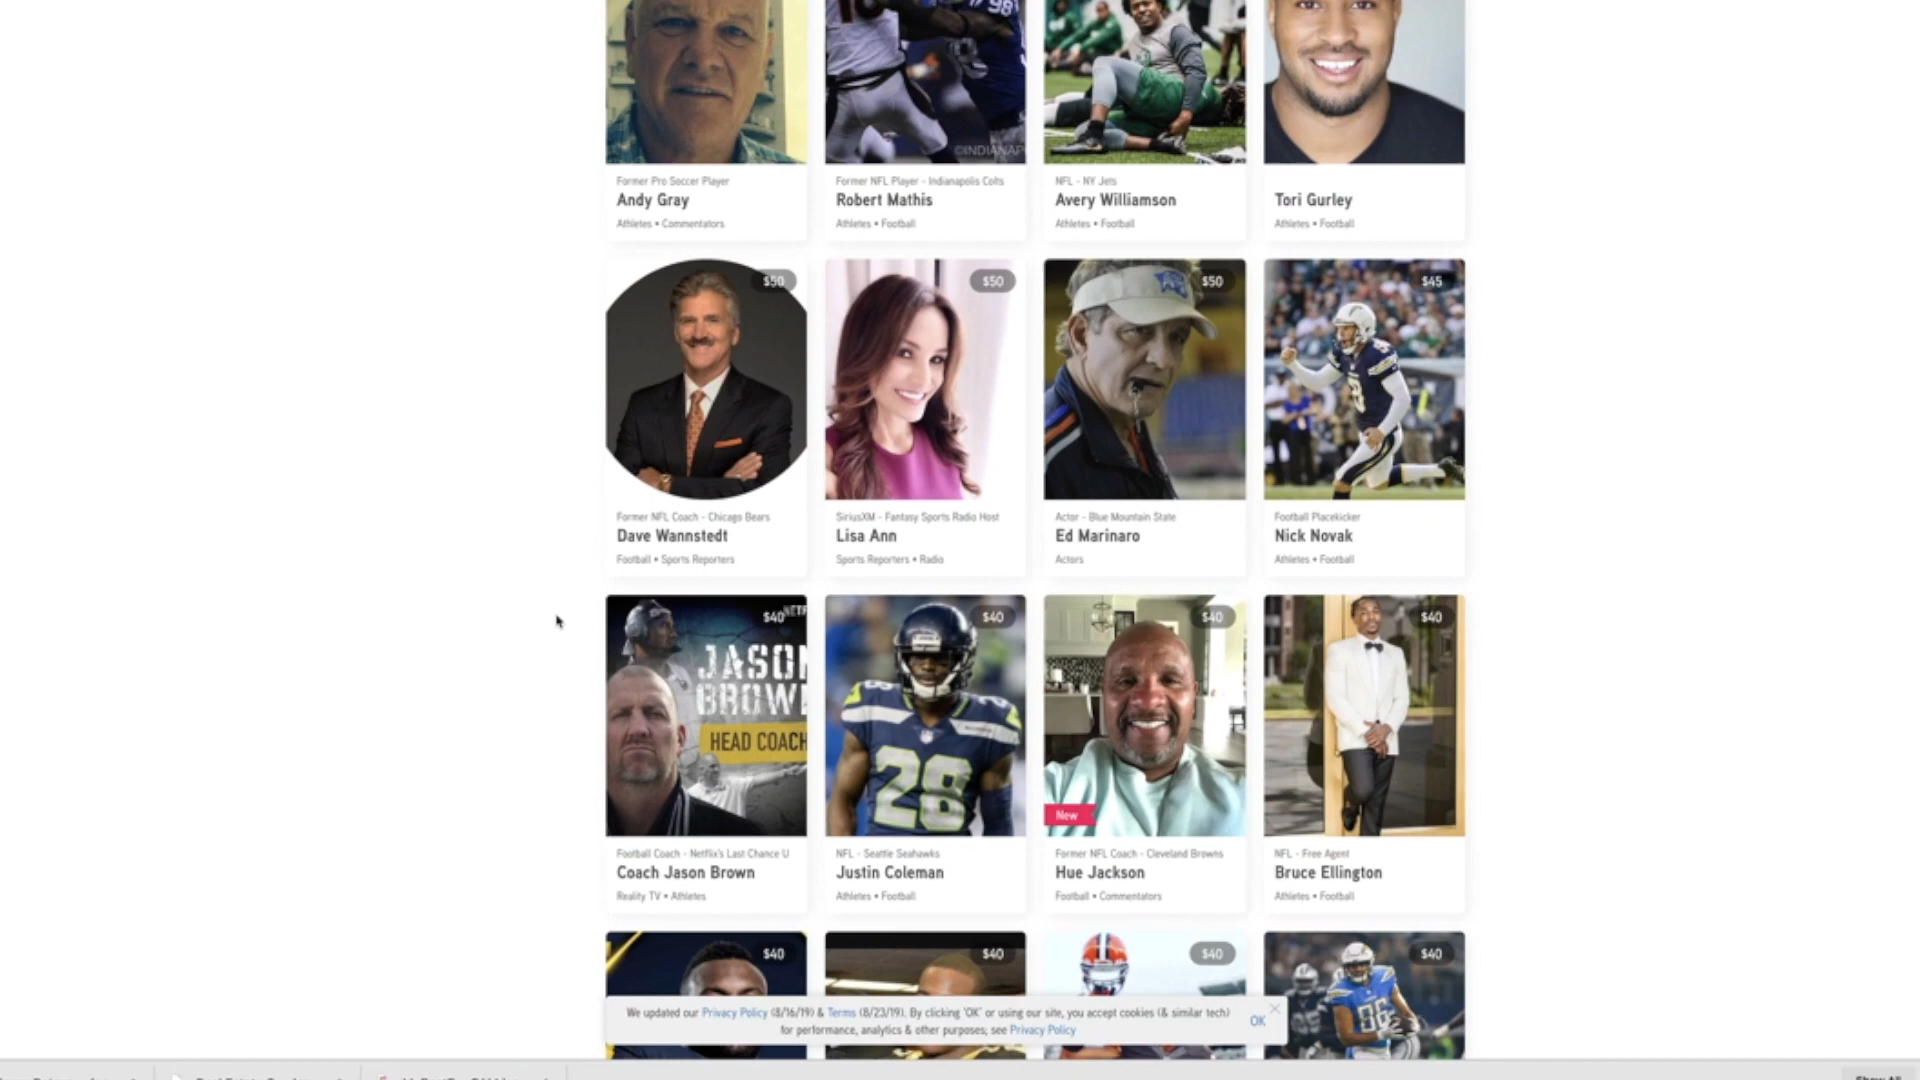 98
©INDIANAP
Former Pro Soccer Player
Andy Gray
Athletes • Commentators
Former NFL Player - Indianapolis Colts
Robert Mathis
Athletes • Football
NFL - NY Jets
Avery Williamson
Athletes • Football
Tori Gurley
Athletes • Football
$50
$50
$50
$45
Former NFL Coach - Chicago Bears
Dave Wannstedt
Football • Sports Reporters
SiriusXM - Fantasy Sports Radio Host
Lisa Ann
Sports Reporters • Radio
Actor - Blue Mountain State
Ed Marinaro
Actors
Football Placekicker
Nick Novak
Athletes • Football
$40
JASON
BROWN
HEAD COACH
$40
28
$40
New
$40
Football Coach - Netflix's Last Chance U
Coach Jason Brown
Reality TV • Athletes
NFL - Seattle Seahawks
Justin Coleman
Athletes • Football
Former NFL Coach - Cleveland Browns
Hue Jackson
Football • Commentators
NFL - Free Agent
Bruce Ellington
Athletes • Football
$40
$40
$40
$40
86
We updated our Privacy Policy (8/16/19) & Terms (8/23/19). By clicking 'OK' or using our site, you accept cookies (& similar tech)
for performance, analytics & other purposes; see Privacy Policy
OK
Show All